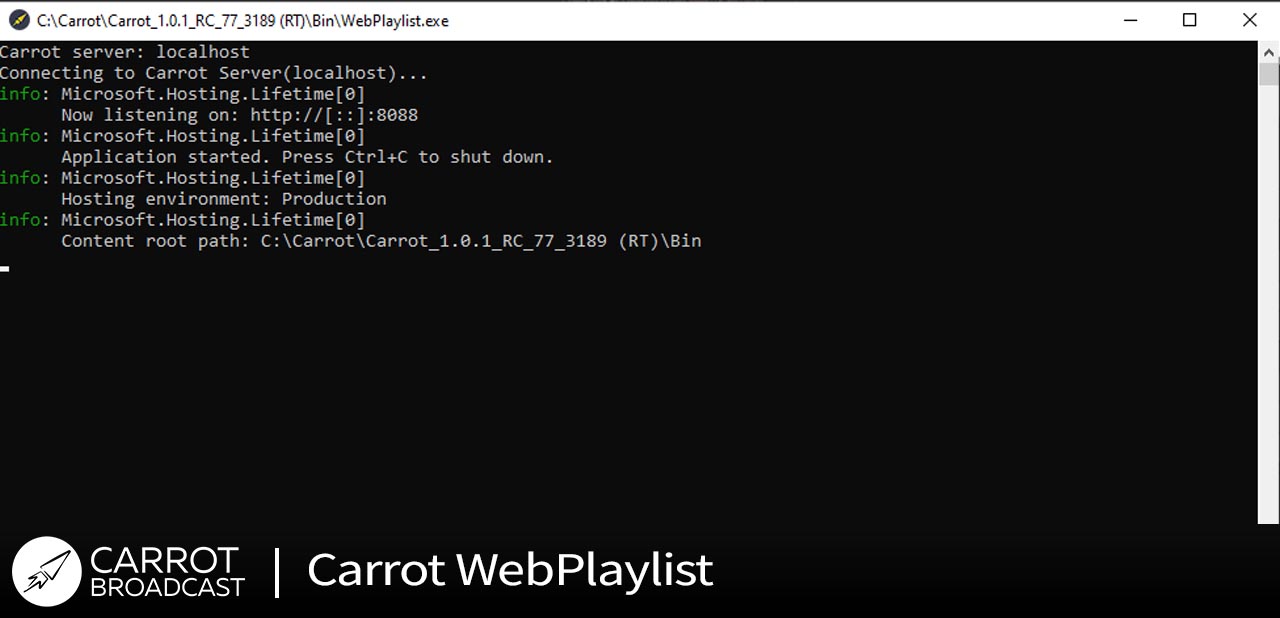 C:\Carrot\Carrot_1.0.1_RC_77_3189 (RT)\Bin\WebPlaylist.exe
Carrot server: localhost
Connecting to Carrot Server(localhost)...
info: Microsoft.Hosting.Lifetime[0]
      Now listening on: http://[::]:8088
info: Microsoft.Hosting.Lifetime[0]
      Application started. Press Ctrl+C to shut down.
info: Microsoft.Hosting.Lifetime[0]
      Hosting environment: Production
info: Microsoft.Hosting.Lifetime[0]
      Content root path: C:\Carrot\Carrot_1.0.1_RC_77_3189 (RT)\Bin
CARROT
BROADCAST
Carrot WebPlaylist